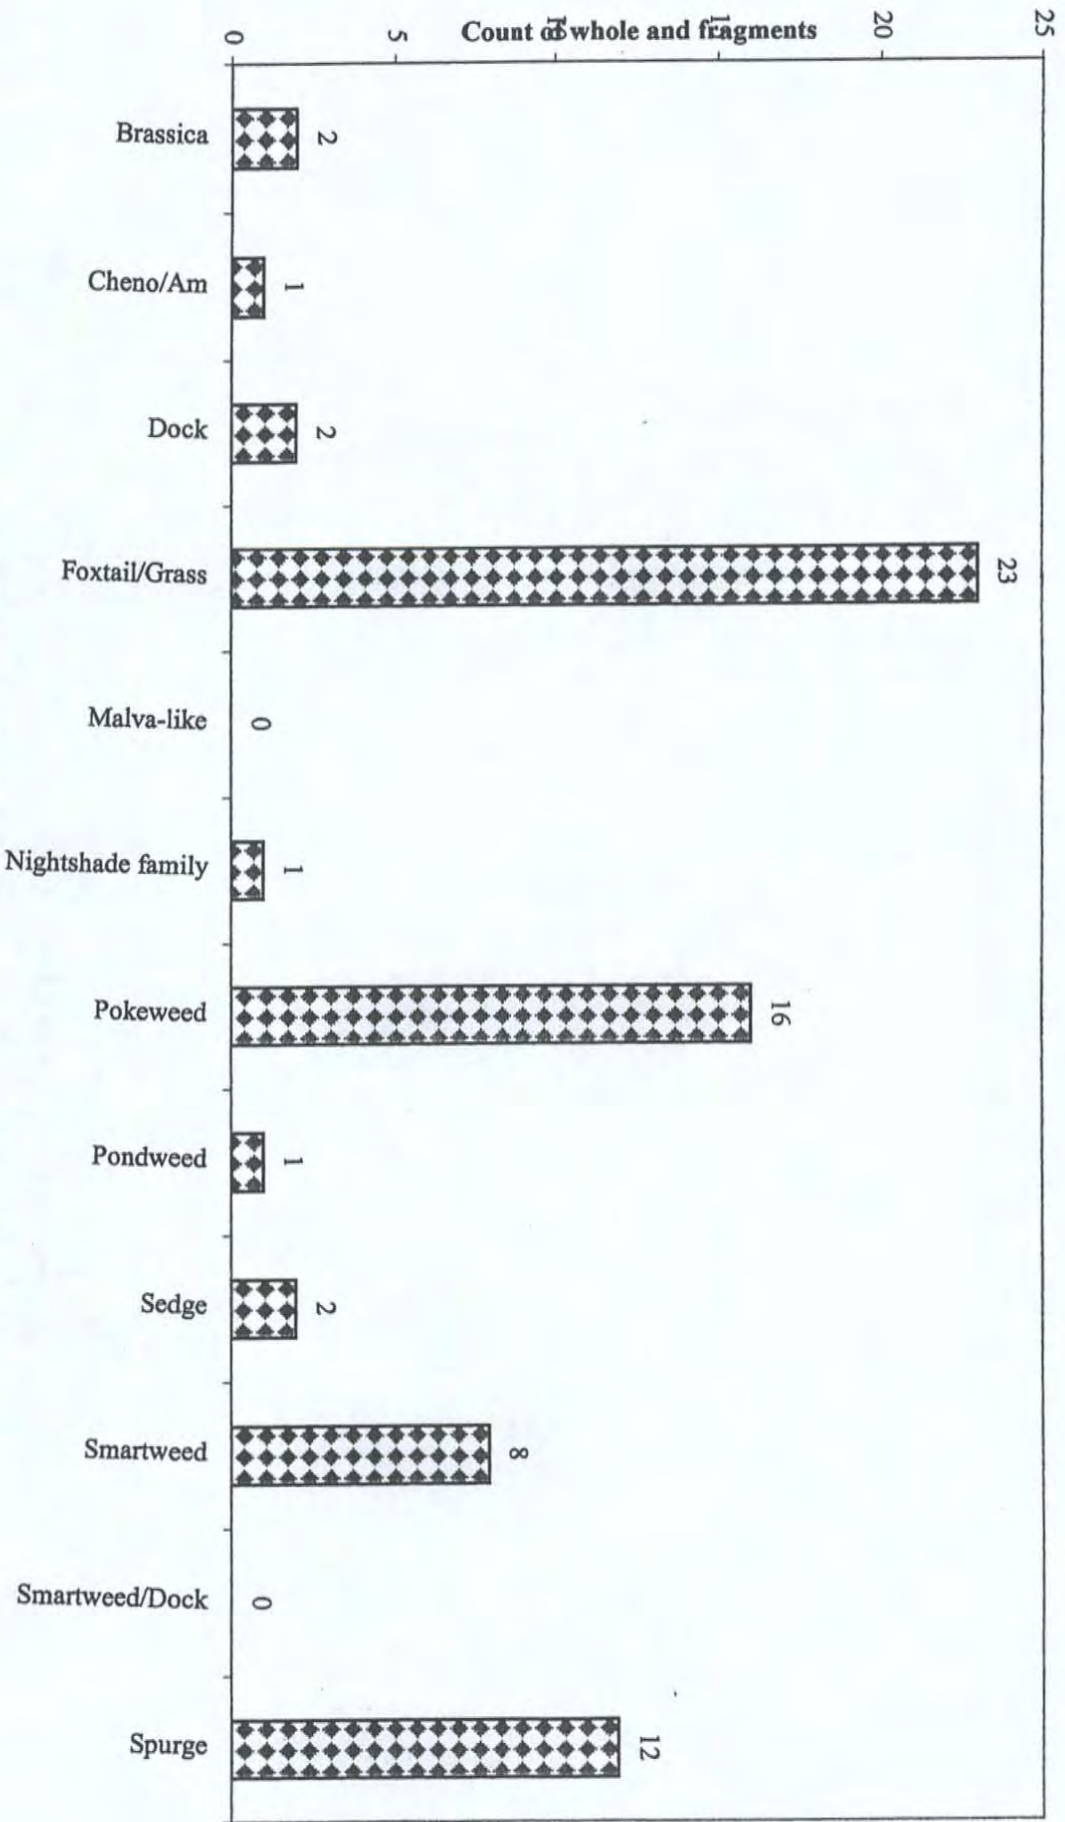 0
5
Count of whole and fragments
20
25
Brassica
2
Cheno/Am
1
Dock
2
Foxtail/Grass
23
Malva-like
0
Nightshade family
1
Pokeweed
16
Pondweed
1
Sedge
2
Smartweed
8
Smartweed/Dock
0
Spurge
12